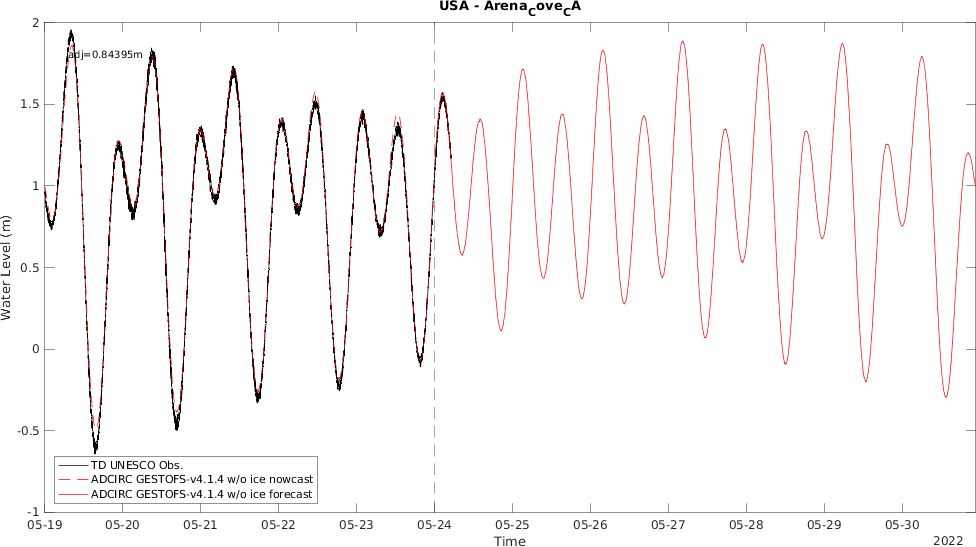 USA - ArenaCoveCA
adj=0.84395m
2
1.5
1
0.5
0
-0.5
-1
Water Level (m)
TD UNESCO Obs.
ADCIRC GESTOFS-v4.1.4 w/o ice nowcast
ADCIRC GESTOFS-v4.1.4 w/o ice forecast
05-19 05-20 05-21 05-22 05-23 05-24 05-25 05-26 05-27 05-28 05-29 05-30
Time
2022